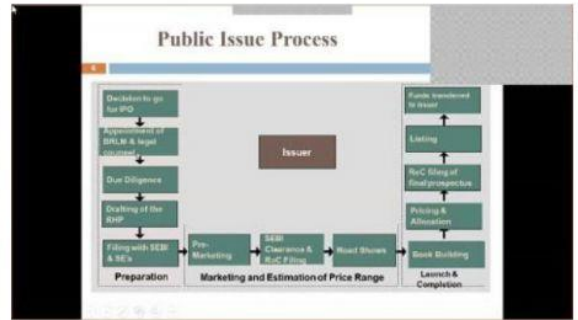 Public Issue Process
6
Decision to go
for IPO
Appointment of
BRLM & legal
counsel
Due Diligence
Drafting of the
RHP
Filing with SEBI
& SE's
Preparation
Issuer
Pre-
Marketing
SEBI
Clearance &
RoC Filing
Road Shows
Marketing and Estimation of Price Range
Funds transferred
to Issuer
Listing
RoC filing of
final prospectus
Pricing &
Allocation
Book Building
Launch &
Completion